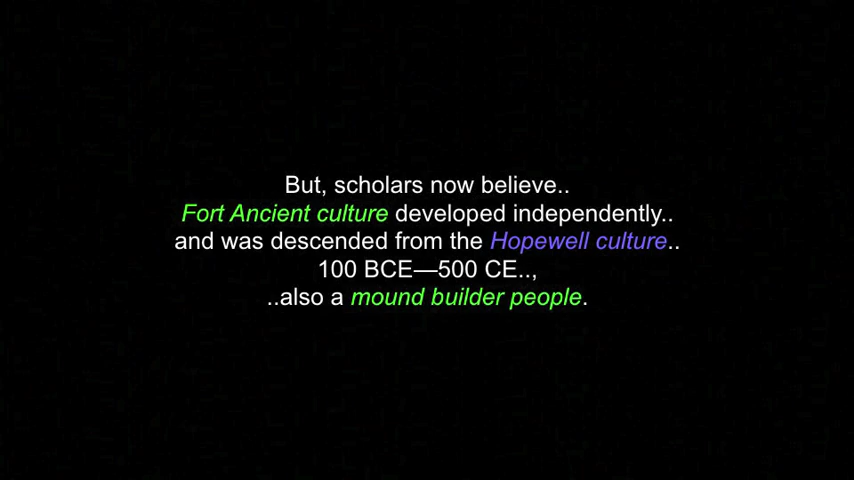 But, scholars now believe..
Fort Ancient culture developed independently..
and was descended from the Hopewell culture..
100 BCE—500 CE..,
..also a mound builder people.